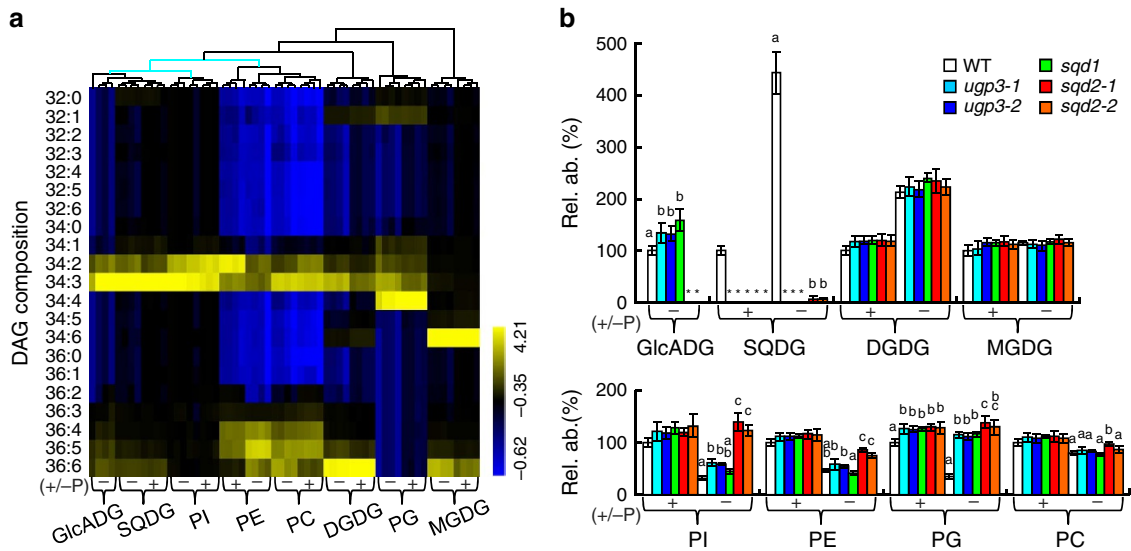 a
32:0
32:1
32:2
32:3
32:4
32:5
32:6
34:0
34:1
34:2
34:3
34:4
34:5
34:6
36:0
36:1
36:2
36:3
36:4
36:5
36:6
DAG composition
(+/−P) − − + − + + − − + − + − + − +
GlcADG SQDG PI PE PC DGDG PG MGDG
4.21
−0.35
−0.62
b
Rel. ab. (%)
500
400
300
200
100
0
WT
ugp3-1
ugp3-2
sqd1
sqd2-1
sqd2-2
a
a b b b
* * * * * * * * * * b b
(+/−P) − + − + − + −
GlcADG SQDG DGDG MGDG
Rel. ab.(%)
200
100
0
a b b a b c c
a b a b b a c c
a b b b b b a b b b c b c
a a a a b a
(+/−P) + − + − + − + −
PI PE PG PC